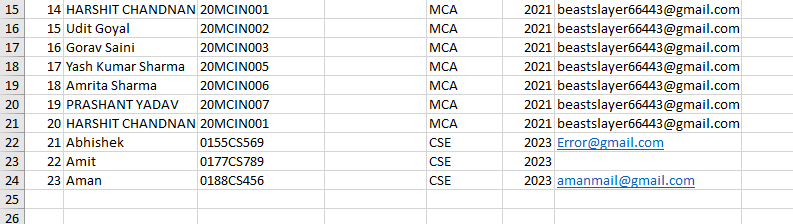 15 14 HARSHIT CHANDNAN 20MCIN001 MCA 2021 beastslayer66443@gmail.com
16 15 Udit Goyal 20MCIN002 MCA 2021 beastslayer66443@gmail.com
17 16 Gorav Saini 20MCIN003 MCA 2021 beastslayer66443@gmail.com
18 17 Yash Kumar Sharma 20MCIN005 MCA 2021 beastslayer66443@gmail.com
19 18 Amrita Sharma 20MCIN006 MCA 2021 beastslayer66443@gmail.com
20 19 PRASHANT YADAV 20MCIN007 MCA 2021 beastslayer66443@gmail.com
21 20 HARSHIT CHANDNAN 20MCIN001 MCA 2021 beastslayer66443@gmail.com
22 21 Abhishek 0155CS569 CSE 2023 Error@gmail.com
23 22 Amit 0177CS789 CSE 2023
24 23 Aman 0188CS456 CSE 2023 amanmail@gmail.com
25
26